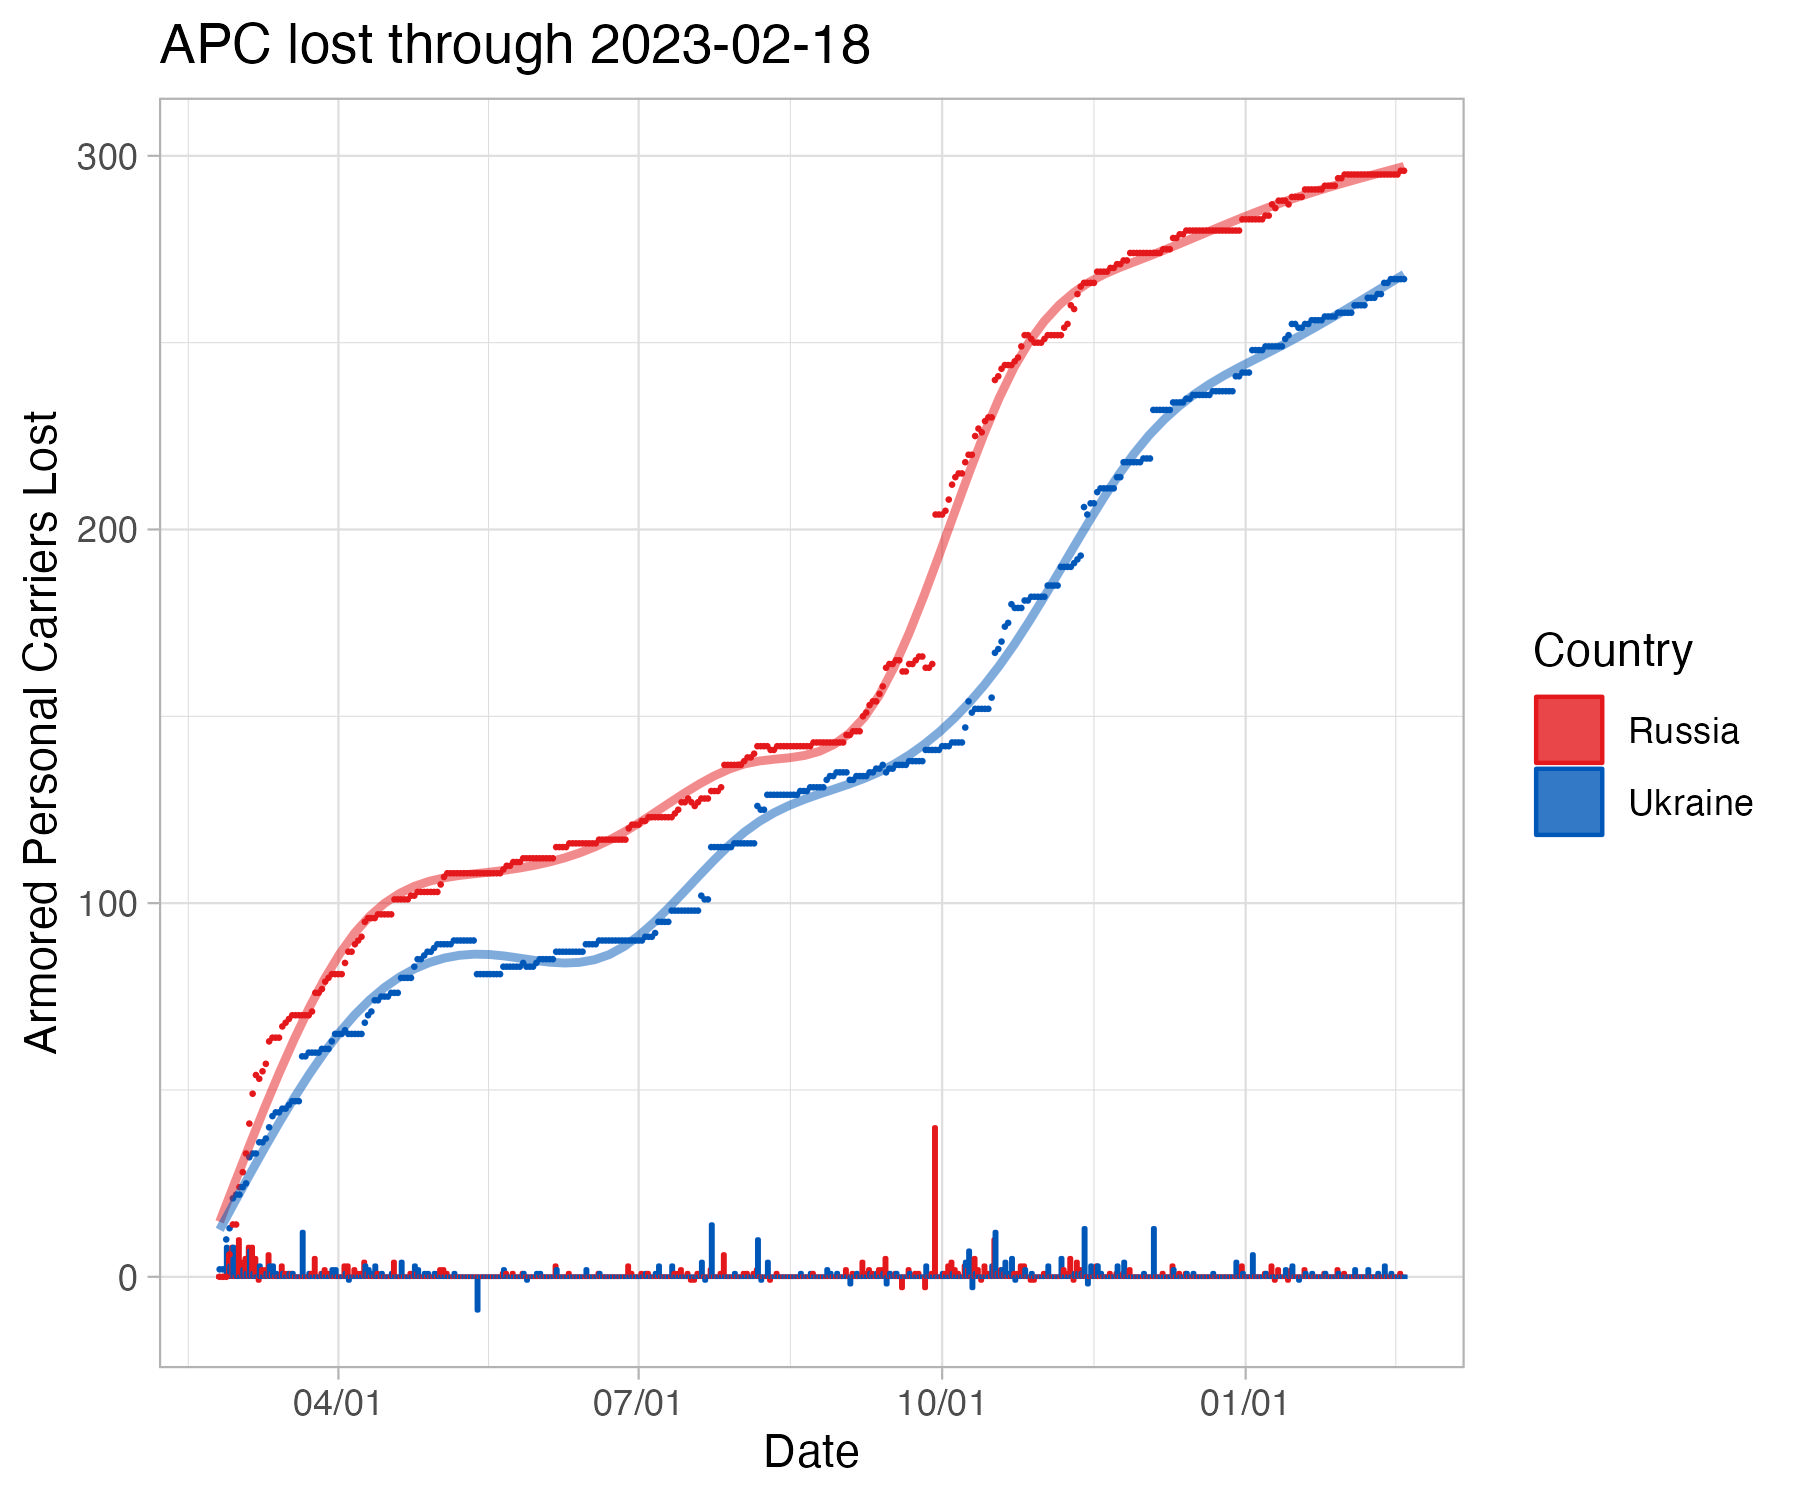 APC lost through 2023-02-18
Armored Personal Carriers Lost
300
200
100
0
04/01
07/01
10/01
01/01
Date
Country
Russia
Ukraine